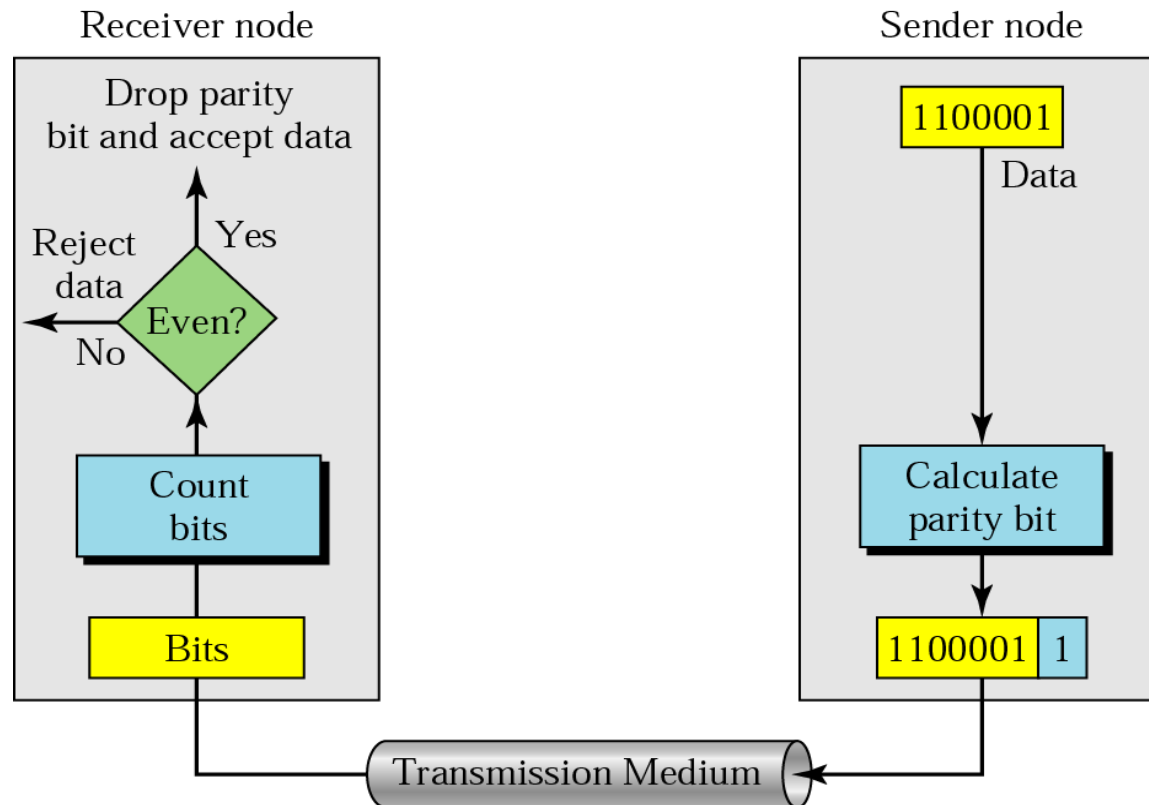 Receiver node
Drop parity
bit and accept data
Yes
Reject
data
No
Even?
Count
bits
Bits
Sender node
1100001
Data
Calculate
parity bit
1100001 1
Transmission Medium